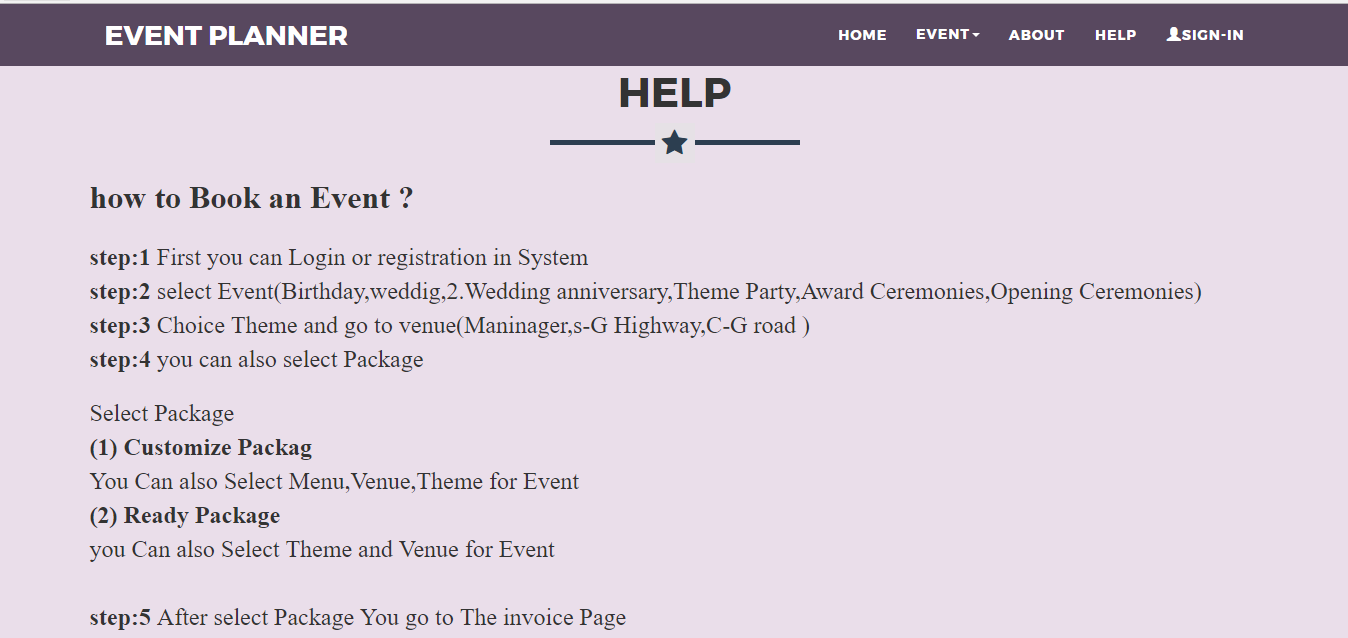 EVENT PLANNER
HOME EVENT ABOUT HELP SIGN-IN
HELP
how to Book an Event ?
step:1 First you can Login or registration in System
step:2 select Event(Birthday,weddig,2.Wedding anniversary,Theme Party,Award Ceremonies,Opening Ceremonies)
step:3 Choice Theme and go to venue(Maninager,s-G Highway,C-G road )
step:4 you can also select Package
Select Package
(1) Customize Packag
You Can also Select Menu,Venue,Theme for Event
(2) Ready Package
you Can also Select Theme and Venue for Event
step:5 After select Package You go to The invoice Page